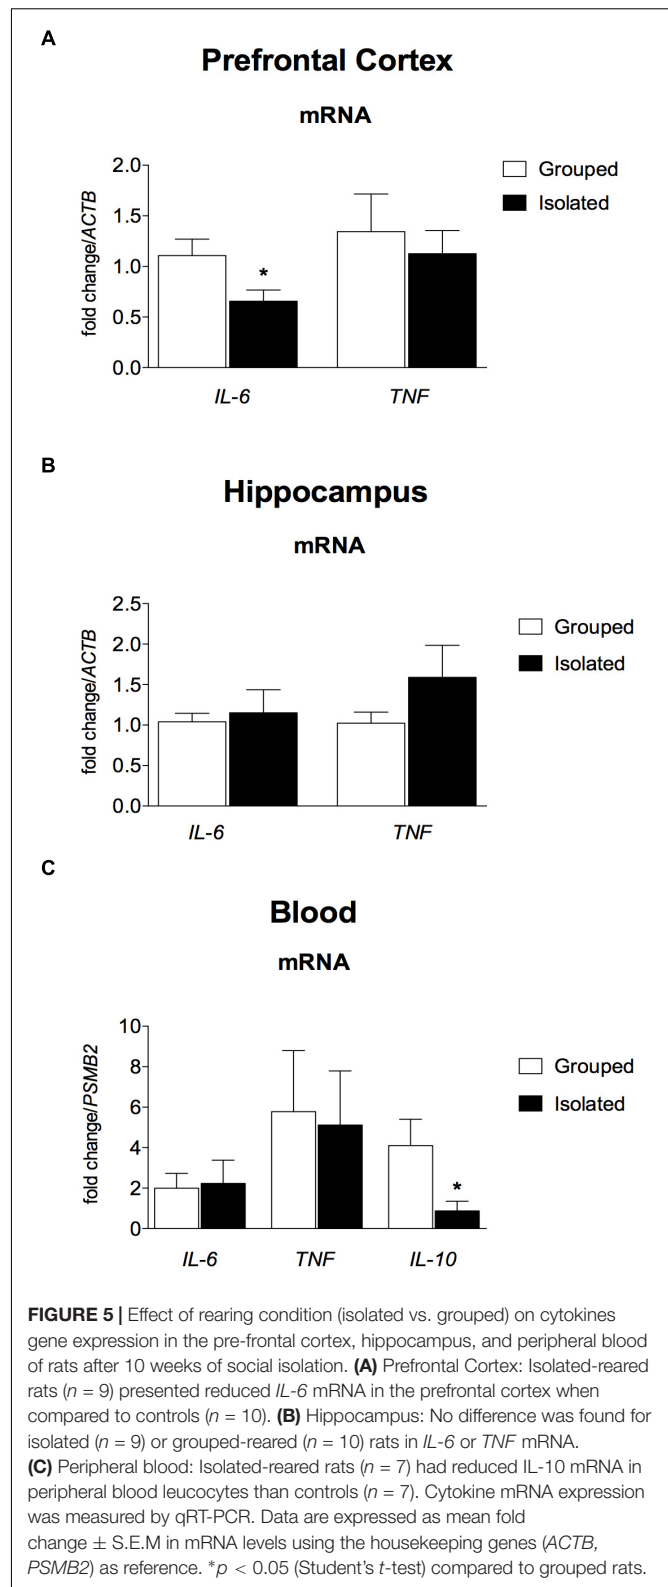 A
Prefrontal Cortex
mRNA
fold change/ACTB
2.0
1.5
1.0
0.5
0.0
*
IL-6
TNF
Grouped
Isolated
B
Hippocampus
mRNA
fold change/ACTB
2.5
2.0
1.5
1.0
0.5
0.0
IL-6
TNF
Grouped
Isolated
C
Blood
mRNA
fold change/PSMB2
10
8
6
4
2
0
*
IL-6
TNF
IL-10
Grouped
Isolated
FIGURE 5 | Effect of rearing condition (isolated vs. grouped) on cytokines
gene expression in the pre-frontal cortex, hippocampus, and peripheral blood
of rats after 10 weeks of social isolation. (A) Prefrontal Cortex: Isolated-reared
rats (n = 9) presented reduced IL-6 mRNA in the prefrontal cortex when
compared to controls (n = 10). (B) Hippocampus: No difference was found for
isolated (n = 9) or grouped-reared (n = 10) rats in IL-6 or TNF mRNA.
(C) Peripheral blood: Isolated-reared rats (n = 7) had reduced IL-10 mRNA in
peripheral blood leucocytes than controls (n = 7). Cytokine mRNA expression
was measured by qRT-PCR. Data are expressed as mean fold
change ± S.E.M in mRNA levels using the housekeeping genes (ACTB,
PSMB2) as reference. *p < 0.05 (Student's t-test) compared to grouped rats.